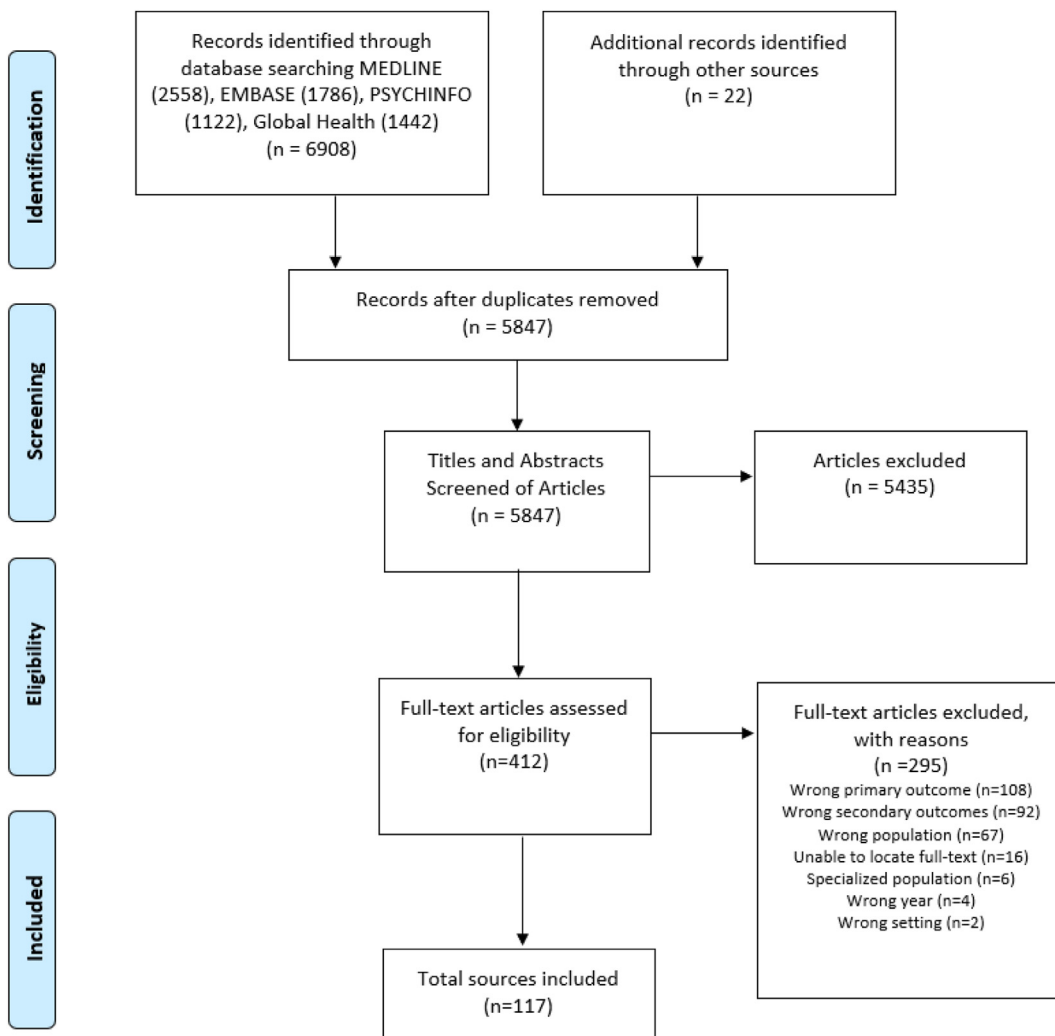 Identification
Records identified through
database searching MEDLINE
(2558), EMBASE (1786), PSYCHINFO
(1122), Global Health (1442)
(n = 6908)
Additional records identified
through other sources
(n = 22)
Records after duplicates removed
(n = 5847)
Screening
Titles and Abstracts
Screened of Articles
(n = 5847)
Articles excluded
(n = 5435)
Eligibility
Full-text articles assessed
for eligibility
(n=412)
Full-text articles excluded,
with reasons
(n =295)
Wrong primary outcome (n=108)
Wrong secondary outcomes (n=92)
Wrong population (n=67)
Unable to locate full-text (n=16)
Specialized population (n=6)
Wrong year (n=4)
Wrong setting (n=2)
Included
Total sources included
(n=117)